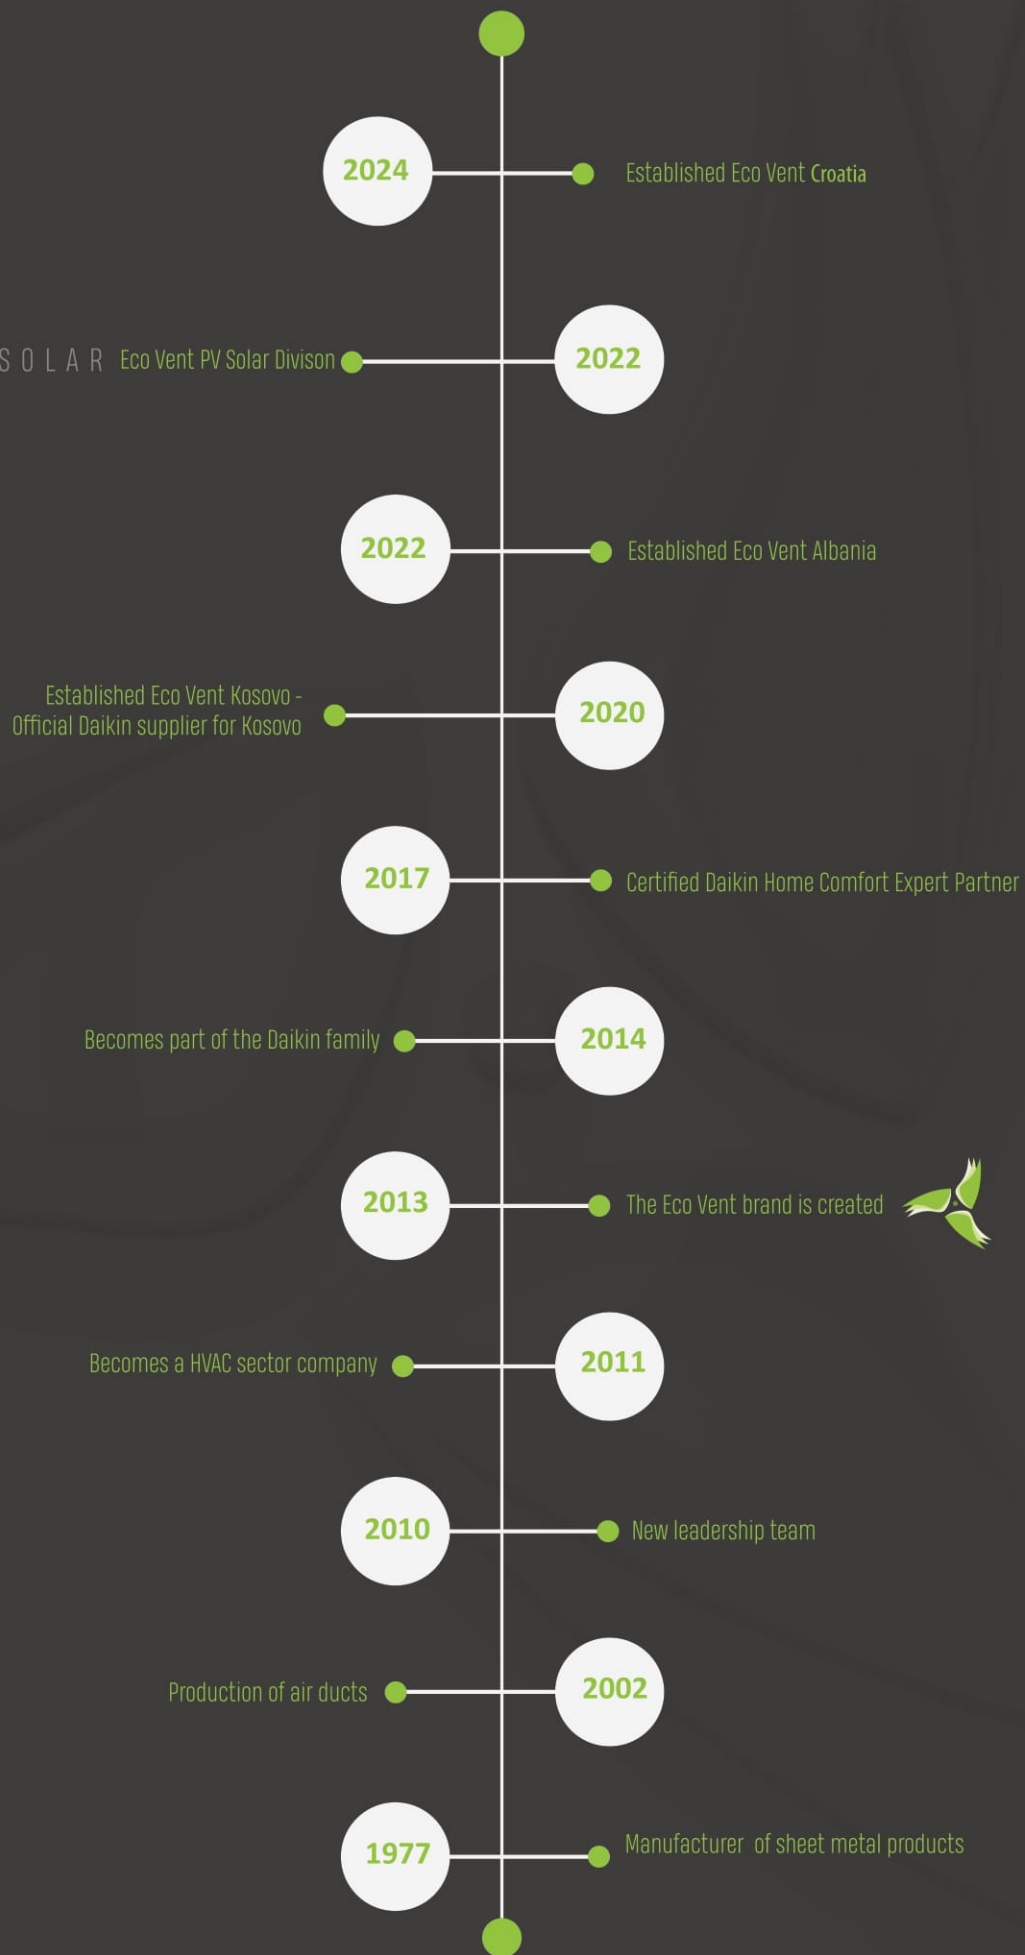 2024
Established Eco Vent Croatia
SOLAR
Eco Vent PV Solar Divison
2022
2022
Established Eco Vent Albania
Established Eco Vent Kosovo -
Official Daikin supplier for Kosovo
2020
2017
Certified Daikin Home Comfort Expert Partner
Becomes part of the Daikin family
2014
2013
The Eco Vent brand is created
Becomes a HVAC sector company
2011
2010
New leadership team
Production of air ducts
2002
1977
Manufacturer of sheet metal products